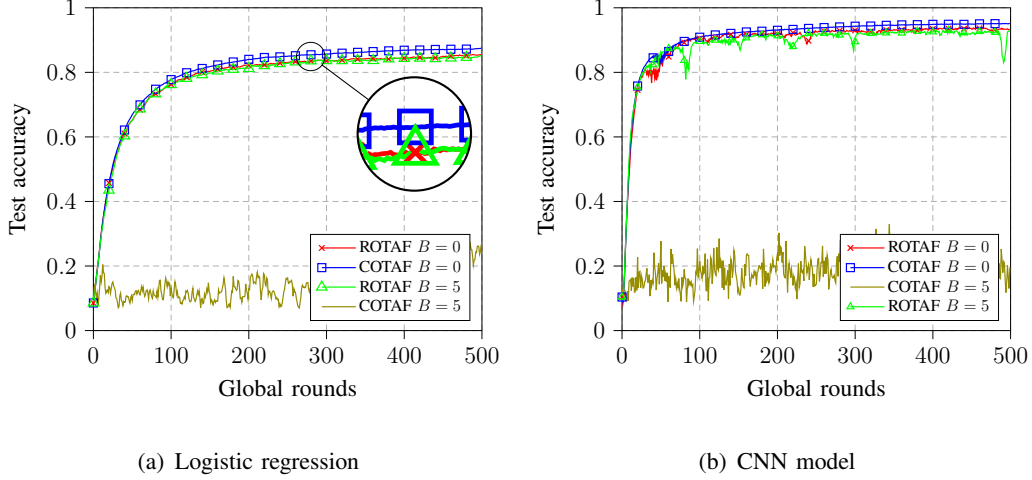 1
0.8
0.6
0.4
0.2
0
Test accuracy
ROTAF B = 0
COTAF B = 0
ROTAF B = 5
COTAF B = 5
0 100 200 300 400 500
Global rounds
(a) Logistic regression
1
0.8
0.6
0.4
0.2
0
Test accuracy
ROTAF B = 0
COTAF B = 0
COTAF B = 5
ROTAF B = 5
0 100 200 300 400 500
Global rounds
(b) CNN model